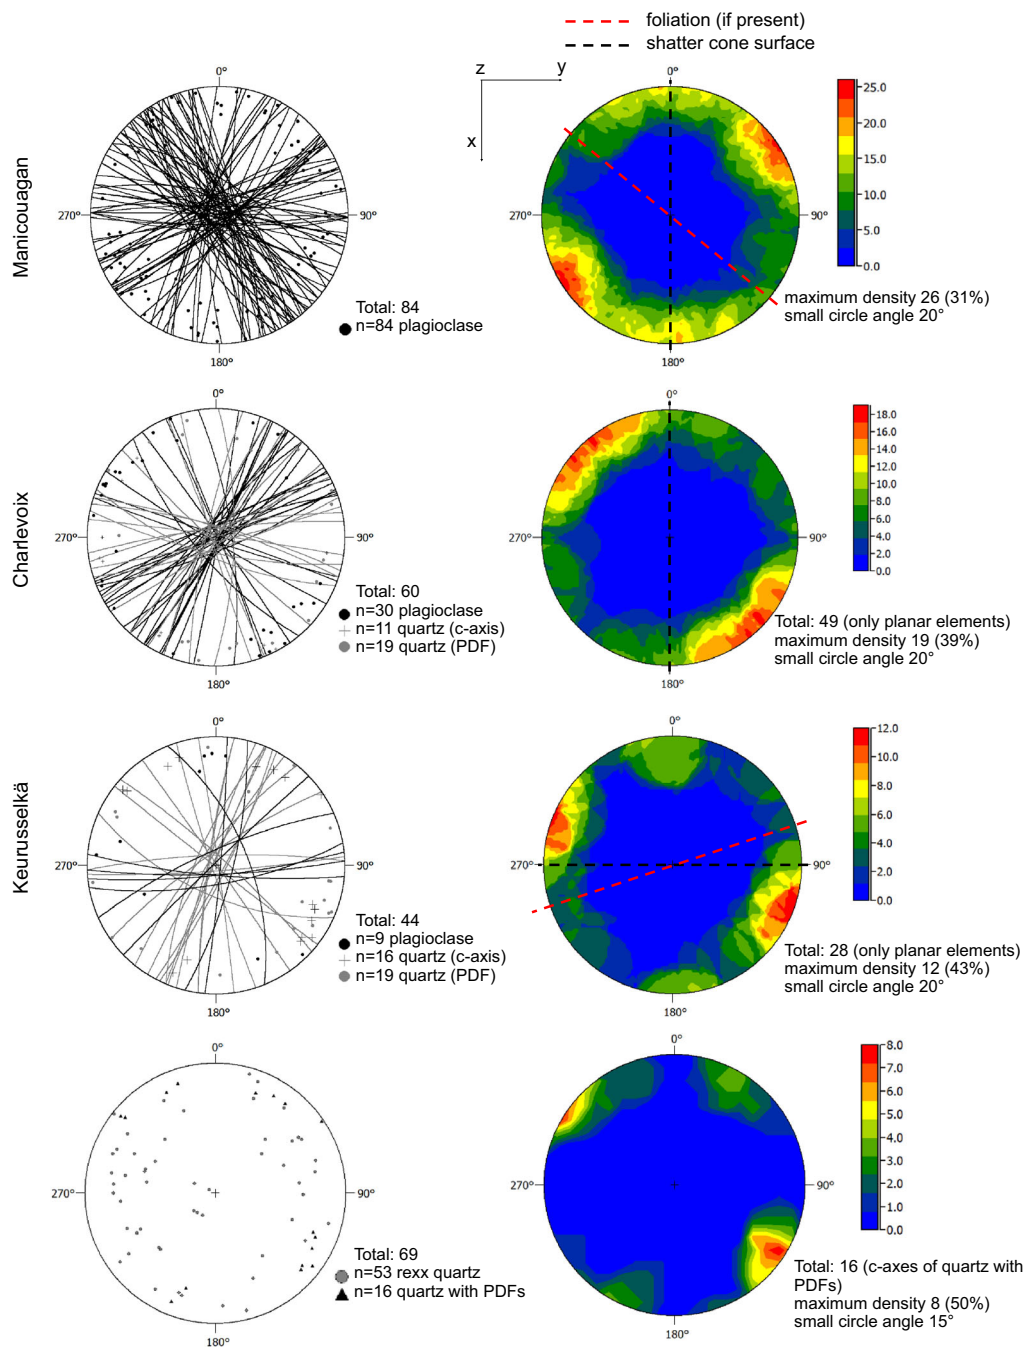 foliation (if present)
shatter cone surface
z
y
x
Manicouagan
0°
270°
90°
180°
Total: 84
n=84 plagioclase
0°
270°
90°
180°
25.0
20.0
15.0
10.0
5.0
0.0
maximum density 26 (31%)
small circle angle 20°
Charlevoix
0°
270°
90°
180°
Total: 60
n=30 plagioclase
n=11 quartz (c-axis)
n=19 quartz (PDF)
0°
270°
90°
180°
18.0
16.0
14.0
12.0
10.0
8.0
6.0
4.0
2.0
0.0
Total: 49 (only planar elements)
maximum density 19 (39%)
small circle angle 20°
Keurusselkä
0°
270°
90°
180°
Total: 44
n=9 plagioclase
n=16 quartz (c-axis)
n=19 quartz (PDF)
0°
270°
90°
180°
12.0
10.0
8.0
6.0
4.0
2.0
0.0
Total: 28 (only planar elements)
maximum density 12 (43%)
small circle angle 20°
0°
270°
90°
180°
Total: 69
n=53 rexx quartz
n=16 quartz with PDFs
0°
270°
90°
180°
8.0
7.0
6.0
5.0
4.0
3.0
2.0
1.0
0.0
Total: 16 (c-axes of quartz with
PDFs)
maximum density 8 (50%)
small circle angle 15°